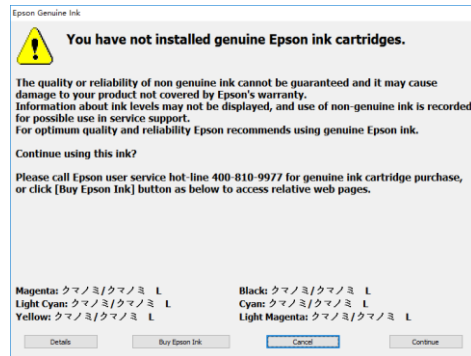 Epson Genuine Ink
You have not installed genuine Epson ink cartridges.
The quality or reliability of non genuine ink cannot be guaranteed and it may cause
damage to your product not covered by Epson's warranty.
Information about ink levels may not be displayed, and use of non-genuine ink is recorded
for possible use in service support.
For optimum quality and reliability Epson recommends using genuine Epson ink.
Continue using this ink?
Please call Epson user service hot-line 400-810-9977 for genuine ink cartridge purchase,
or click [Buy Epson Ink] button as below to access relative web pages.
Magenta: クマノミ/クマノミ L
Black: クマノミ/クマノミ L
Light Cyan: クマノミ/クマノミ L
Cyan: クマノミ/クマノミ L
Yellow: クマノミ/クマノミ L
Light Magenta: クマノミ/クマノミ L
Details Buy Epson Ink Cancel Continue